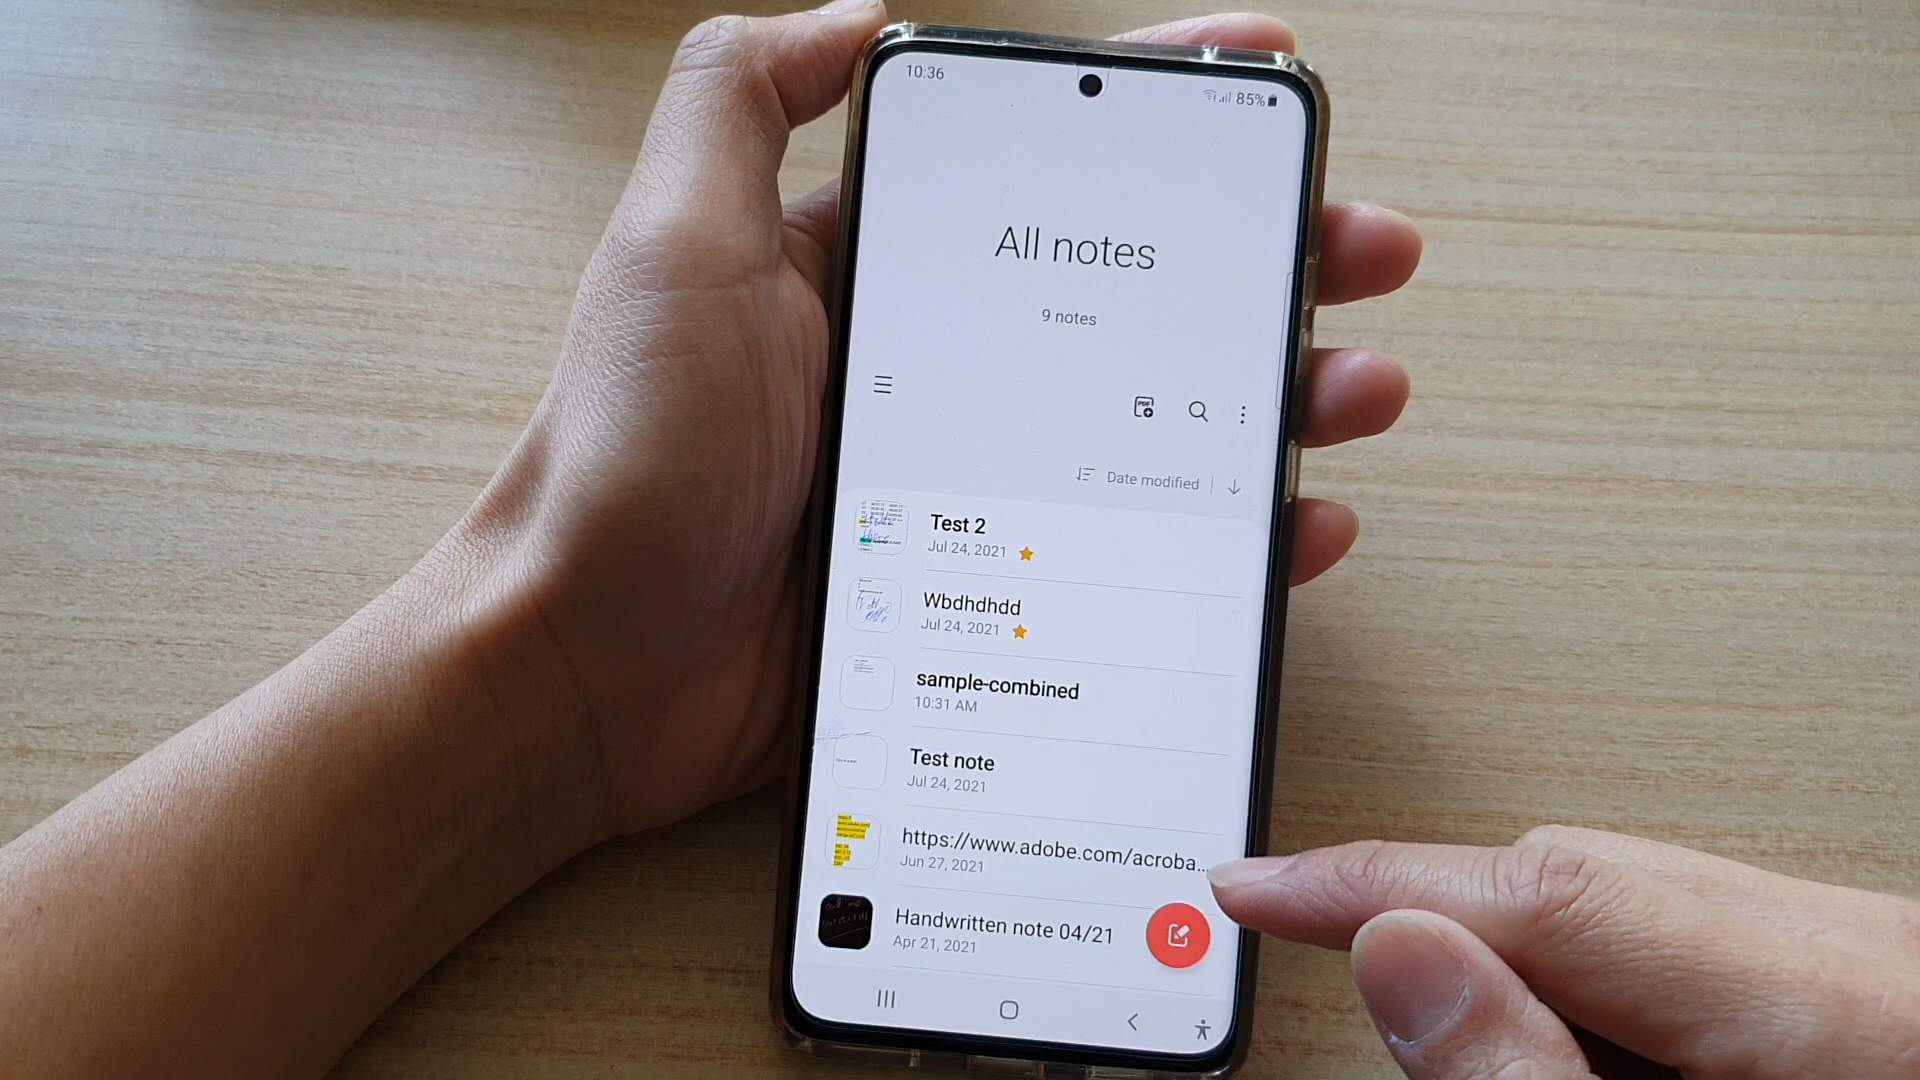 10:36
85%
All notes
9 notes
PDF
Date modified
Test 2
Jul 24, 2021
Wbdhdhdd
Jul 24, 2021
sample-combined
10:31 AM
Test note
Jul 24, 2021
https://www.adobe.com/acroba...
Jun 27, 2021
Handwritten note 04/21
Apr 21, 2021